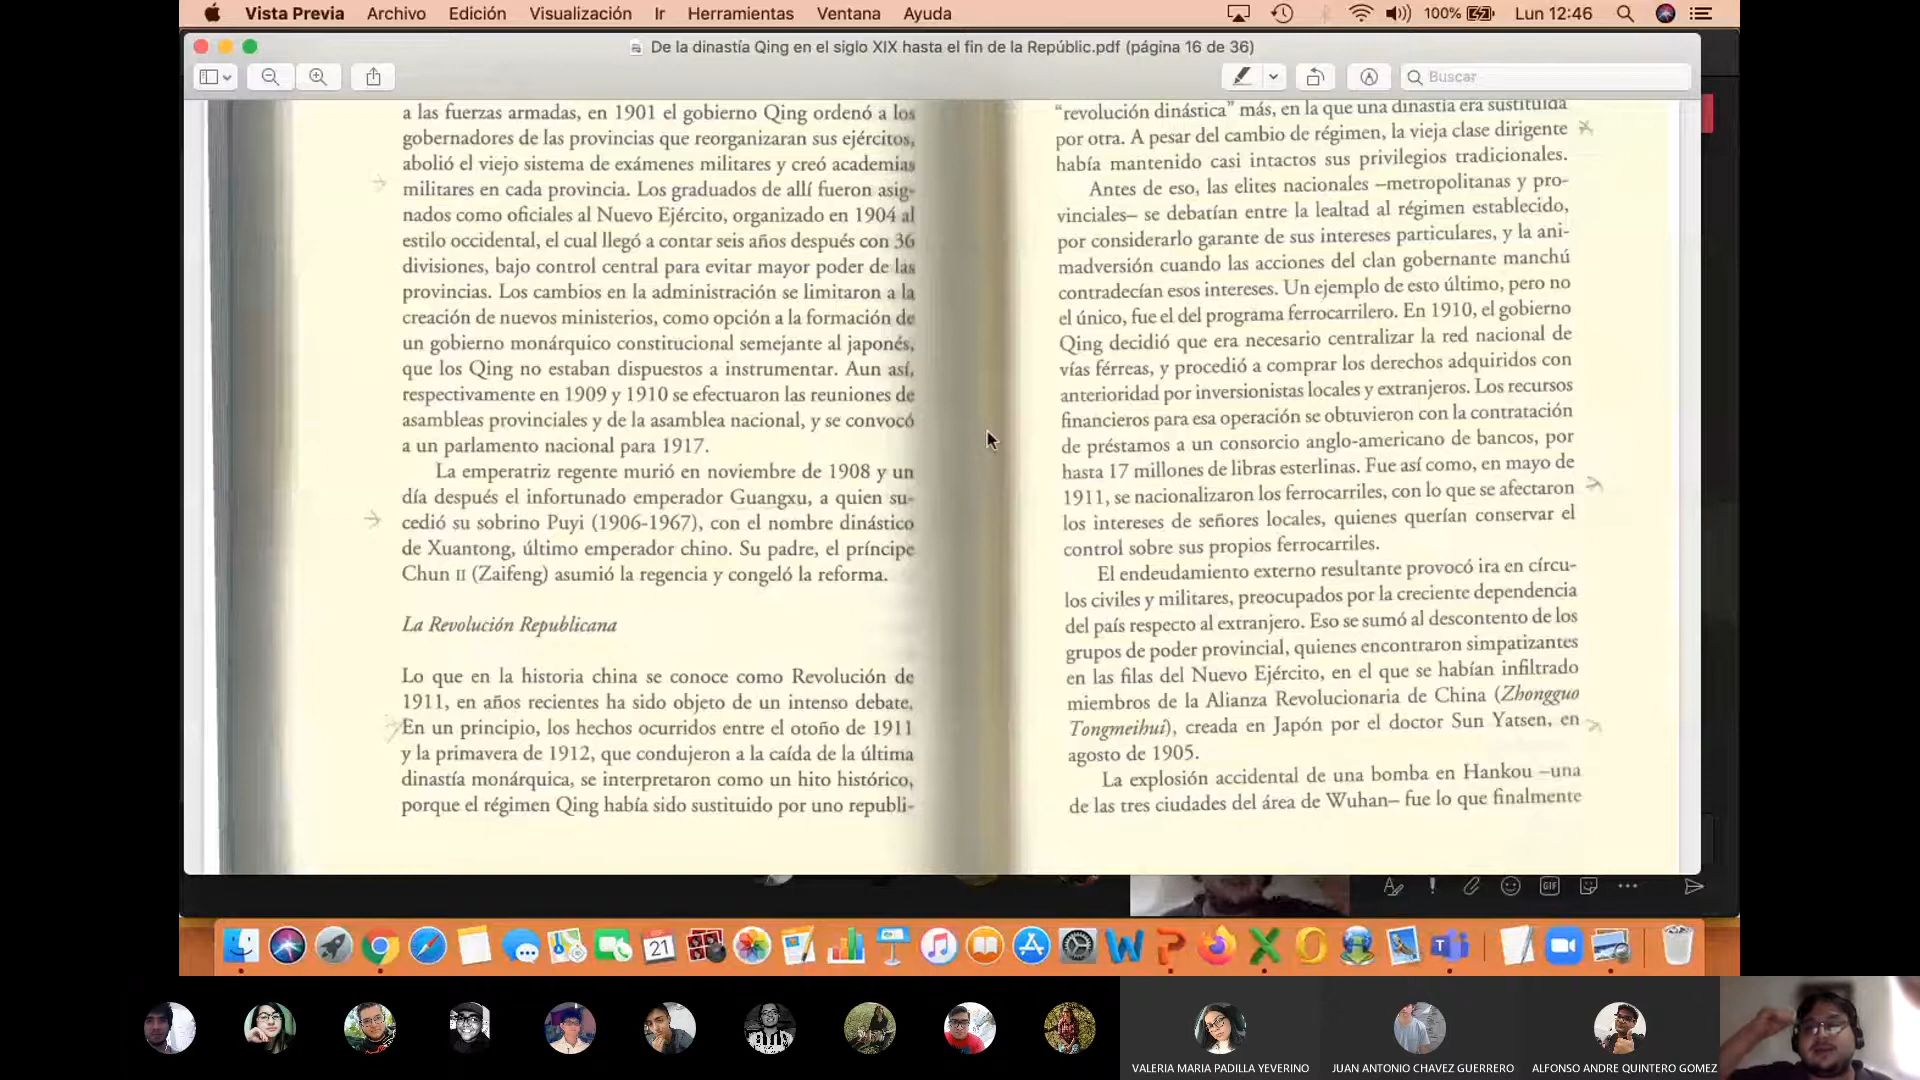 Vista Previa Archivo Edición Visualización Ir Herramientas Ventana Ayuda 100% Lun 12:46
De la dinastía Qing en el siglo XIX hasta el fin de la Repúblic.pdf (página 16 de 36)
Buscar
a las fuerzas armadas, en 1901 el gobierno Qing ordenó a los
gobernadores de las provincias que reorganizaran sus ejércitos,
abolió el viejo sistema de exámenes militares y creó academias
militares en cada provincia. Los graduados de allí fueron asig-
nados como oficiales al Nuevo Ejército, organizado en 1904 al
estilo occidental, el cual llegó a contar seis años después con 36
divisiones, bajo control central para evitar mayor poder de las
provincias. Los cambios en la administración se limitaron a la
creación de nuevos ministerios, como opción a la formación de
un gobierno monárquico constitucional semejante al japonés,
que los Qing no estaban dispuestos a instrumentar. Aun así,
respectivamente en 1909 y 1910 se efectuaron las reuniones de
asambleas provinciales y de la asamblea nacional, y se convocó
a un parlamento nacional para 1917.
La emperatriz regente murió en noviembre de 1908 y un
día después el infortunado emperador Guangxu, a quien su-
cedió su sobrino Puyi (1906-1967), con el nombre dinástico
de Xuantong, último emperador chino. Su padre, el príncipe
Chun II (Zaifeng) asumió la regencia y congeló la reforma.
La Revolución Republicana
Lo que en la historia china se conoce como Revolución de
1911, en años recientes ha sido objeto de un intenso debate.
En un principio, los hechos ocurridos entre el otoño de 1911
y la primavera de 1912, que condujeron a la caída de la última
dinastía monárquica, se interpretaron como un hito histórico,
porque el régimen Qing había sido sustituido por uno republi-
“revolución dinástica” más, en la que una dinastía era sustituida
por otra. A pesar del cambio de régimen, la vieja clase dirigente
había mantenido casi intactos sus privilegios tradicionales.
Antes de eso, las elites nacionales –metropolitanas y pro-
vinciales– se debatían entre la lealtad al régimen establecido,
por considerarlo garante de sus intereses particulares, y la ani-
madversión cuando las acciones del clan gobernante manchú
contradecían esos intereses. Un ejemplo de esto último, pero no
el único, fue el del programa ferrocarrilero. En 1910, el gobierno
Qing decidió que era necesario centralizar la red nacional de
vías férreas, y procedió a comprar los derechos adquiridos con
anterioridad por inversionistas locales y extranjeros. Los recursos
financieros para esa operación se obtuvieron con la contratación
de préstamos a un consorcio anglo-americano de bancos, por
hasta 17 millones de libras esterlinas. Fue así como, en mayo de
1911, se nacionalizaron los ferrocarriles, con lo que se afectaron
los intereses de señores locales, quienes querían conservar el
control sobre sus propios ferrocarriles.
El endeudamiento externo resultante provocó ira en círcu-
los civiles y militares, preocupados por la creciente dependencia
del país respecto al extranjero. Eso se sumó al descontento de los
grupos de poder provincial, quienes encontraron simpatizantes
en las filas del Nuevo Ejército, en el que se habían infiltrado
miembros de la Alianza Revolucionaria de China (Zhongguo
Tongmeihui), creada en Japón por el doctor Sun Yatsen, en
agosto de 1905.
La explosión accidental de una bomba en Hankou –una
de las tres ciudades del área de Wuhan– fue lo que finalmente
GIF
21
VALERIA MARIA PADILLA YEVERINO
JUAN ANTONIO CHAVEZ GUERRERO
ALFONSO ANDRE QUINTERO GOMEZ